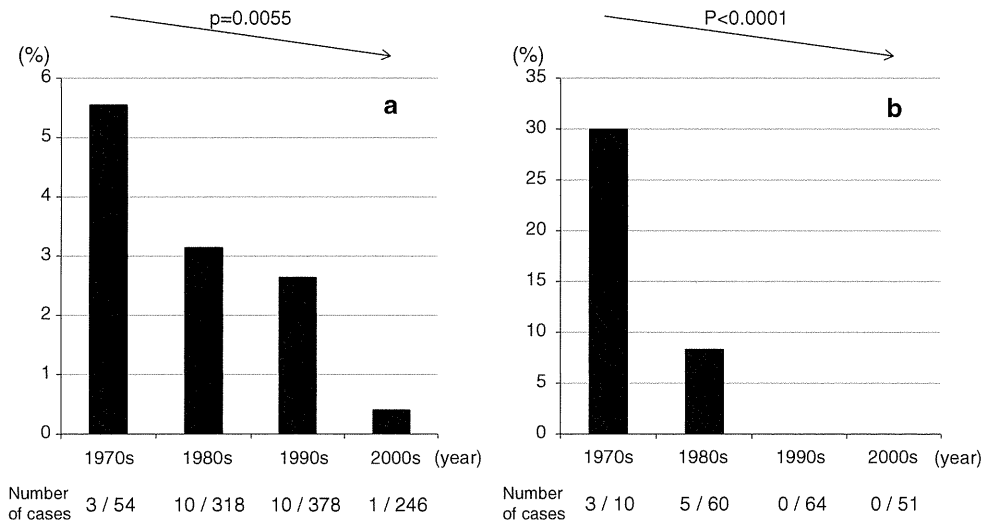 p=0.0055
(%)
a
6
5
4
3
2
1
0
1970s 1980s 1990s 2000s (year)
Number of cases 3 / 54 10 / 318 10 / 378 1 / 246
P<0.0001
(%)
b
35
30
25
20
15
10
5
0
1970s 1980s 1990s 2000s (year)
Number of cases 3 / 10 5 / 60 0 / 64 0 / 51